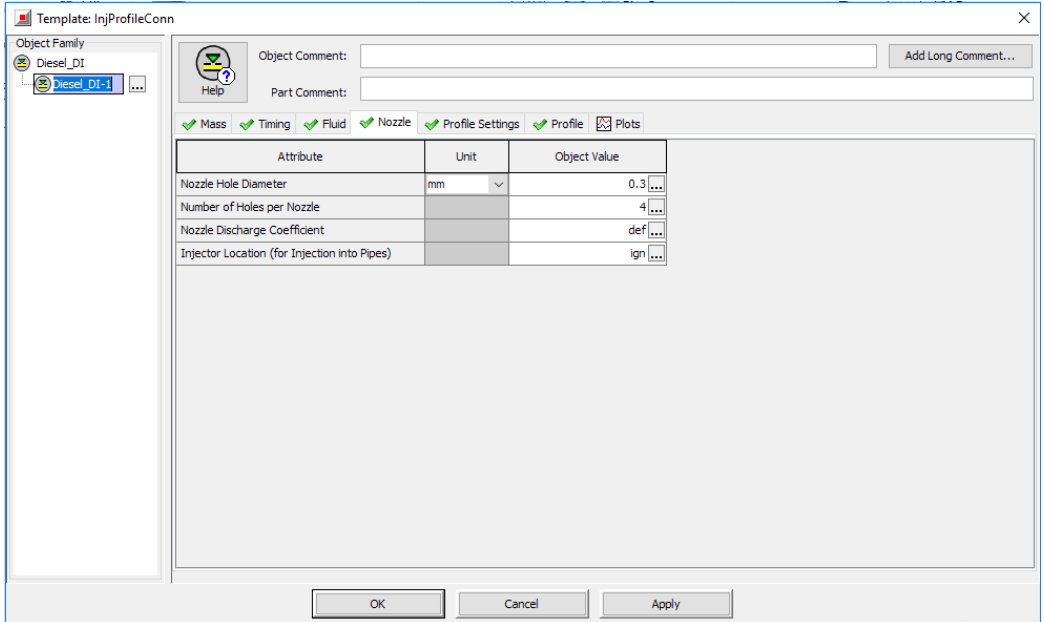 Template: InjProfileConn
Object Family
Diesel_DI
Diesel_DI-1 ...
Help
Object Comment:
Add Long Comment...
Part Comment:
Mass Timing Fluid Nozzle Profile Settings Profile Plots
Attribute Unit Object Value
Nozzle Hole Diameter mm 0.3 ...
Number of Holes per Nozzle 4 ...
Nozzle Discharge Coefficient def ...
Injector Location (for Injection into Pipes) ign ...
OK Cancel Apply